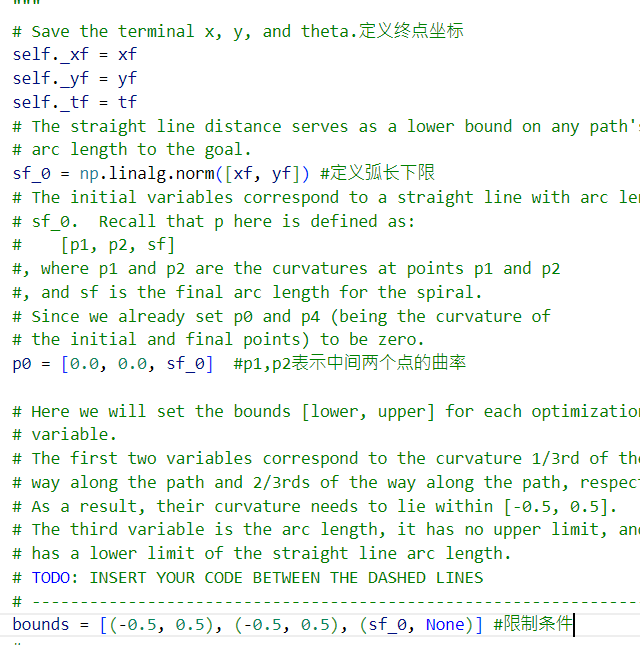 # Save the terminal x, y, and theta.定义终点坐标
self._xf = xf
self._yf = yf
self._tf = tf
# The straight line distance serves as a lower bound on any path's
# arc length to the goal.
sf_0 = np.linalg.norm([xf, yf]) #定义弧长下限
# The initial variables correspond to a straight line with arc
# sf_0.  Recall that p here is defined as:
#    [p1, p2, sf]
#, where p1 and p2 are the curvatures at points p1 and p2
#, and sf is the final arc length for the spiral.
# Since we already set p0 and p4 (being the curvature of
# the initial and final points) to be zero.
p0 = [0.0, 0.0, sf_0]  #p1,p2表示中间两个点的曲率
# Here we will set the bounds [lower, upper] for each
# variable.
# The first two variables correspond to the curvature 1/3rd of the
# way along the path and 2/3rds of the way along the path,
# As a result, their curvature needs to lie within [-0.5, 0.5].
# The third variable is the arc length, it has no upper limit,
# has a lower limit of the straight line arc length.
# TODO: INSERT YOUR CODE BETWEEN THE DASHED LINES
# ------------------------------------------------------------------
bounds = [(-0.5, 0.5), (-0.5, 0.5), (sf_0, None)] #限制条件